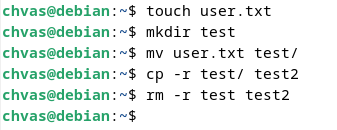 chvas@debian:~$ touch user.txt
chvas@debian:~$ mkdir test
chvas@debian:~$ mv user.txt test/
chvas@debian:~$ cp -r test/ test2
chvas@debian:~$ rm -r test test2
chvas@debian:~$